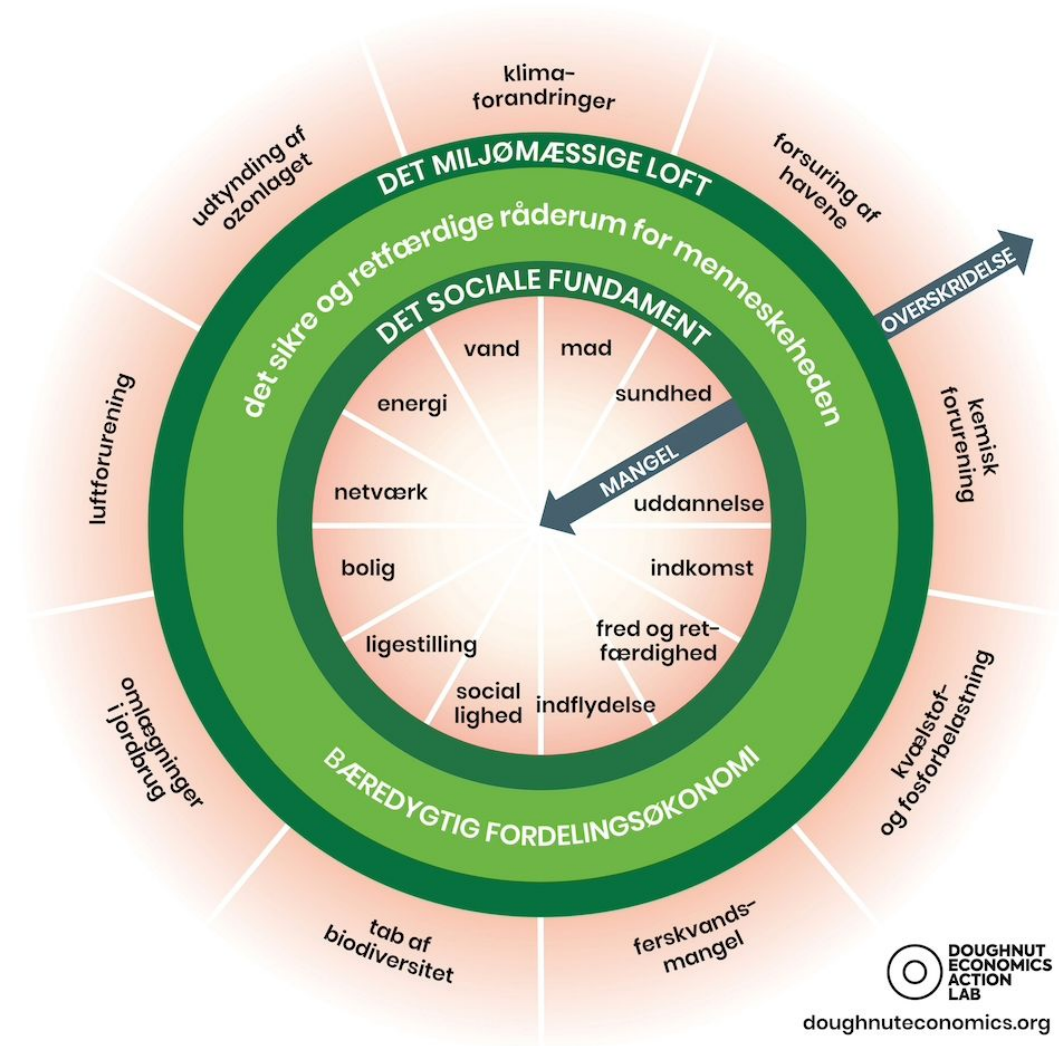 klima-
forandringer
forsuring af
havene
OVERSKRIDELSE
kemisk
forurening
kvælstof-
og fosforbelastning
ferskvands-
mangel
tab af
biodiversitet
omlægninger
i jordbrug
luftforurening
udtynding af
ozonlaget
DET MILJØMÆSSIGE LOFT
det sikre og retfærdige råderum for menneskeheden
DET SOCIALE FUNDAMENT
vand
mad
energi
sundhed
MANGEL
netværk
uddannelse
bolig
indkomst
ligestilling
fred og ret-
færdighed
social
lighed
indflydelse
BÆREDYGTIG FORDELINGSØKONOMI
DOUGHNUT
ECONOMICS
ACTION
LAB
doughnuteconomics.org